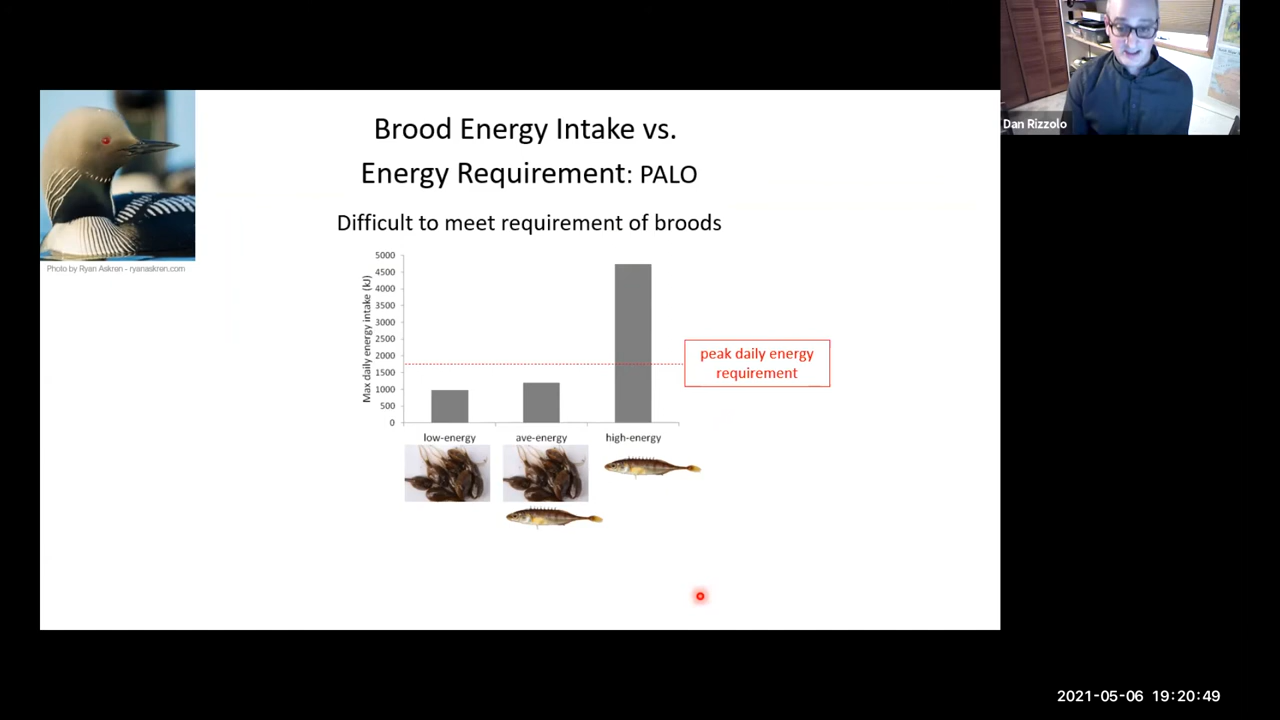 Dan Rizzolo
Brood Energy Intake vs.
Energy Requirement: PALO
Difficult to meet requirement of broods
Photo by Ryan Askren - ryanaskren.com
Max daily energy intake (kJ)
5000
4500
4000
3500
3000
2500
2000
1500
1000
500
0
peak daily energy
requirement
low-energy
ave-energy
high-energy
2021-05-06 19:20:49